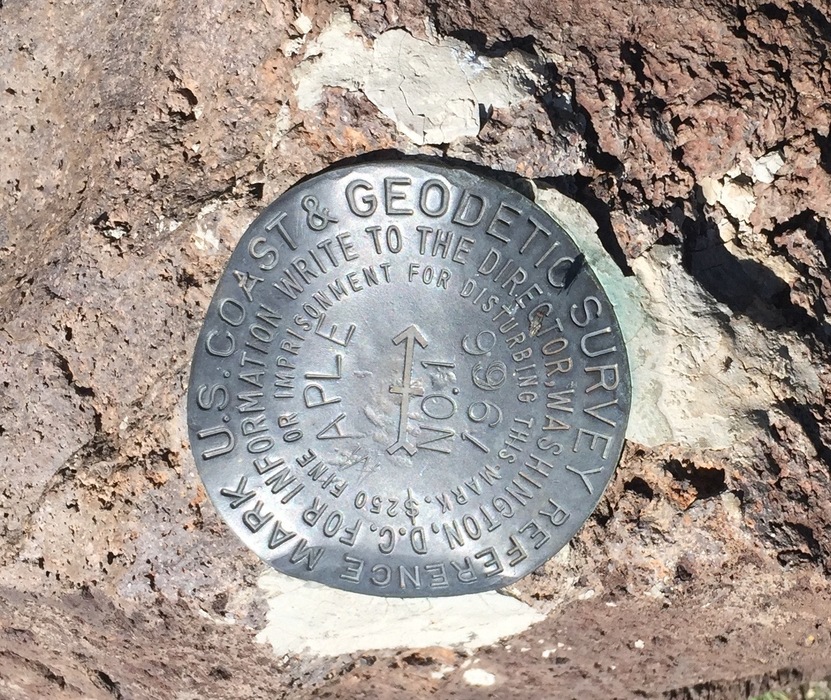 U.S. COAST & GEODETIC SURVEY REFERENCE MARK
FOR INFORMATION WRITE TO THE DIRECTOR, WASHINGTON, D.C.
$250 FINE OR IMPRISONMENT FOR DISTURBING THIS MARK.
APLE
NO. 1
1966